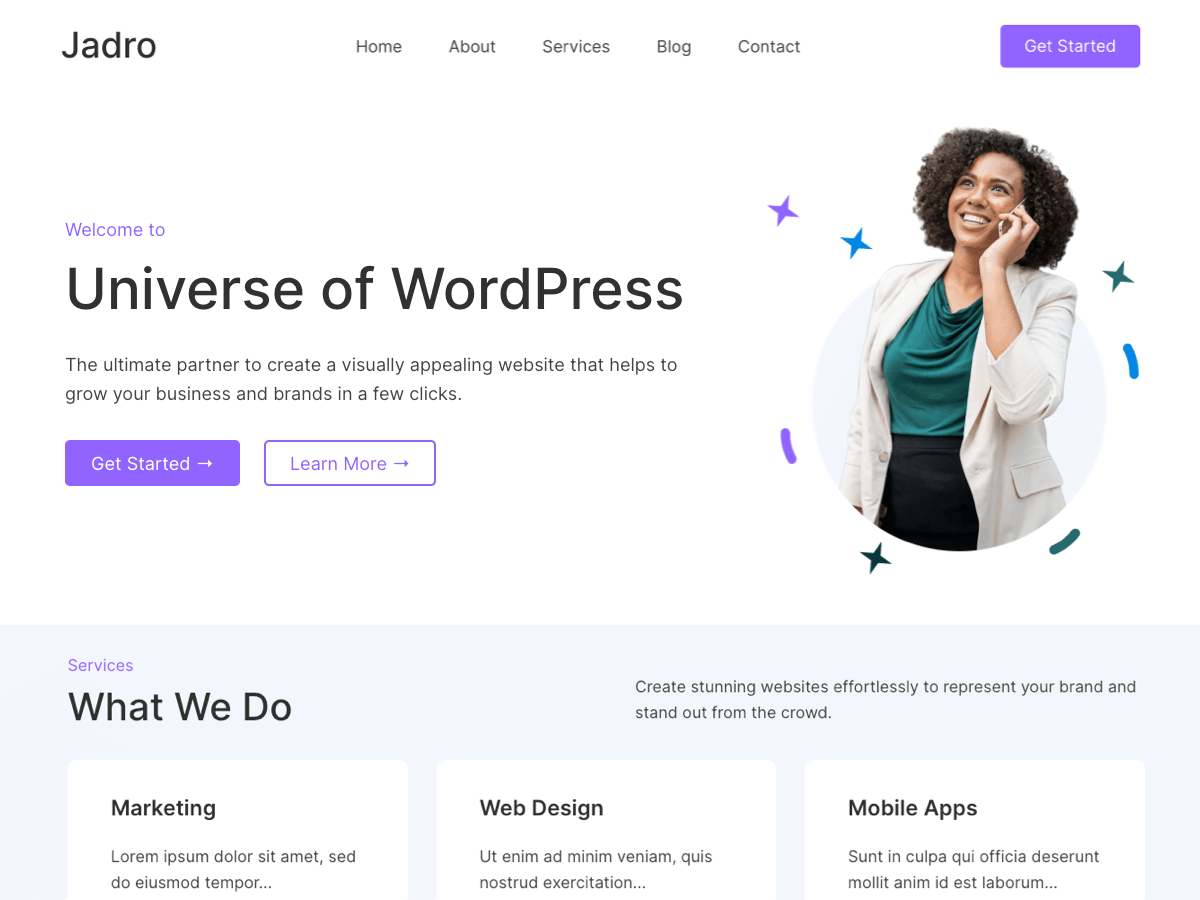 Jadro
Home About Services Blog Contact
Get Started
Welcome to
Universe of WordPress
The ultimate partner to create a visually appealing website that helps to
grow your business and brands in a few clicks.
Get Started →
Learn More →
Services
What We Do
Create stunning websites effortlessly to represent your brand and
stand out from the crowd.
Marketing
Lorem ipsum dolor sit amet, sed
do eiusmod tempor...
Web Design
Ut enim ad minim veniam, quis
nostrud exercitation...
Mobile Apps
Sunt in culpa qui officia deserunt
mollit anim id est laborum...